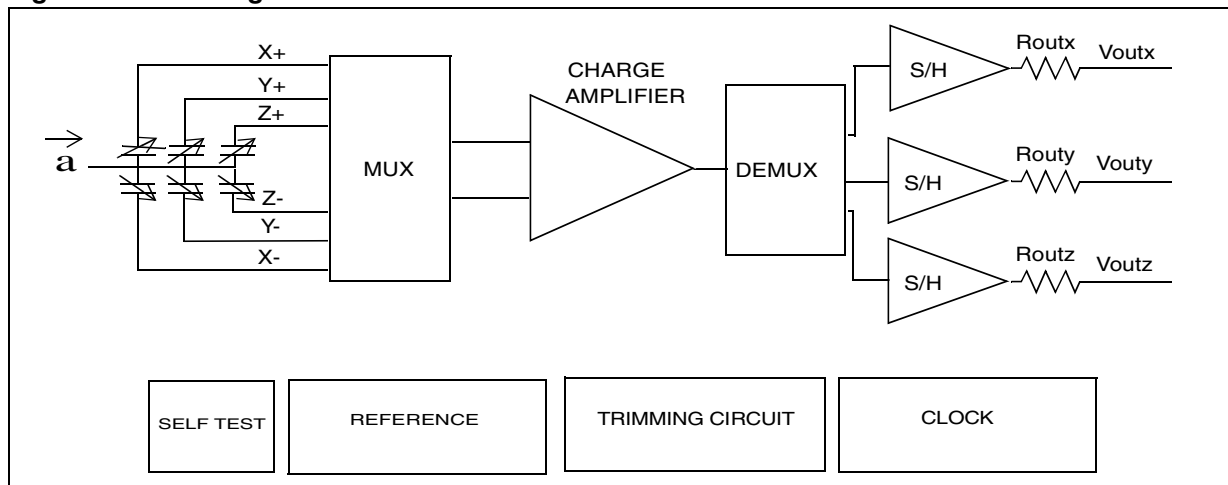 X+
Y+
Z+
a
Z-
Y-
X-
MUX
CHARGE
AMPLIFIER
DEMUX
S/H
Routx
Voutx
S/H
Routy
Vouty
S/H
Routz
Voutz
SELF TEST
REFERENCE
TRIMMING CIRCUIT
CLOCK